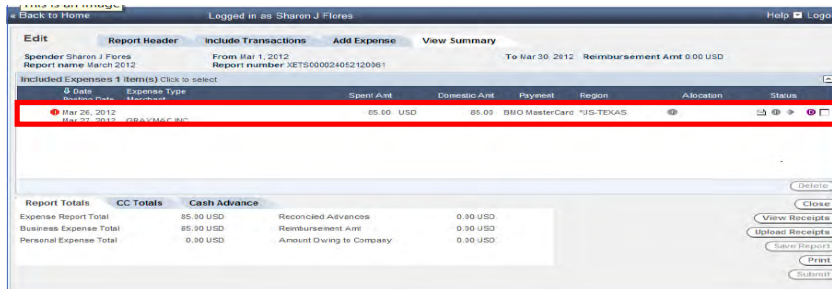 This is an image
« Back to Home Logged in as Sharon J Flores Help Logo
Edit Report Header Include Transactions Add Expense View Summary
Spender Sharon J Flores From Mar 1, 2012 To Mar 30, 2012 Reimbursement Amt 0.00 USD
Report name March 2012 Report number XETS000024052120061
Included Expenses 1 Item(s) Click to select
Date Expense Type Spent Amt Domestic Amt Payment Region Allocation Status
Posting Date Merchant
Mar 26, 2012 85.00 USD 85.00 BMO MasterCard *US-TEXAS
Mar 27, 2012 GRAYMAC INC
Delete
Report Totals CC Totals Cash Advance
Close
Expense Report Total 85.00 USD Reconciled Advances 0.00 USD
View Receipts
Business Expense Total 85.00 USD Reimbursement Amt 0.00 USD
Upload Receipts
Personal Expense Total 0.00 USD Amount Owing to Company 0.00 USD
Save Report
Print
Submit